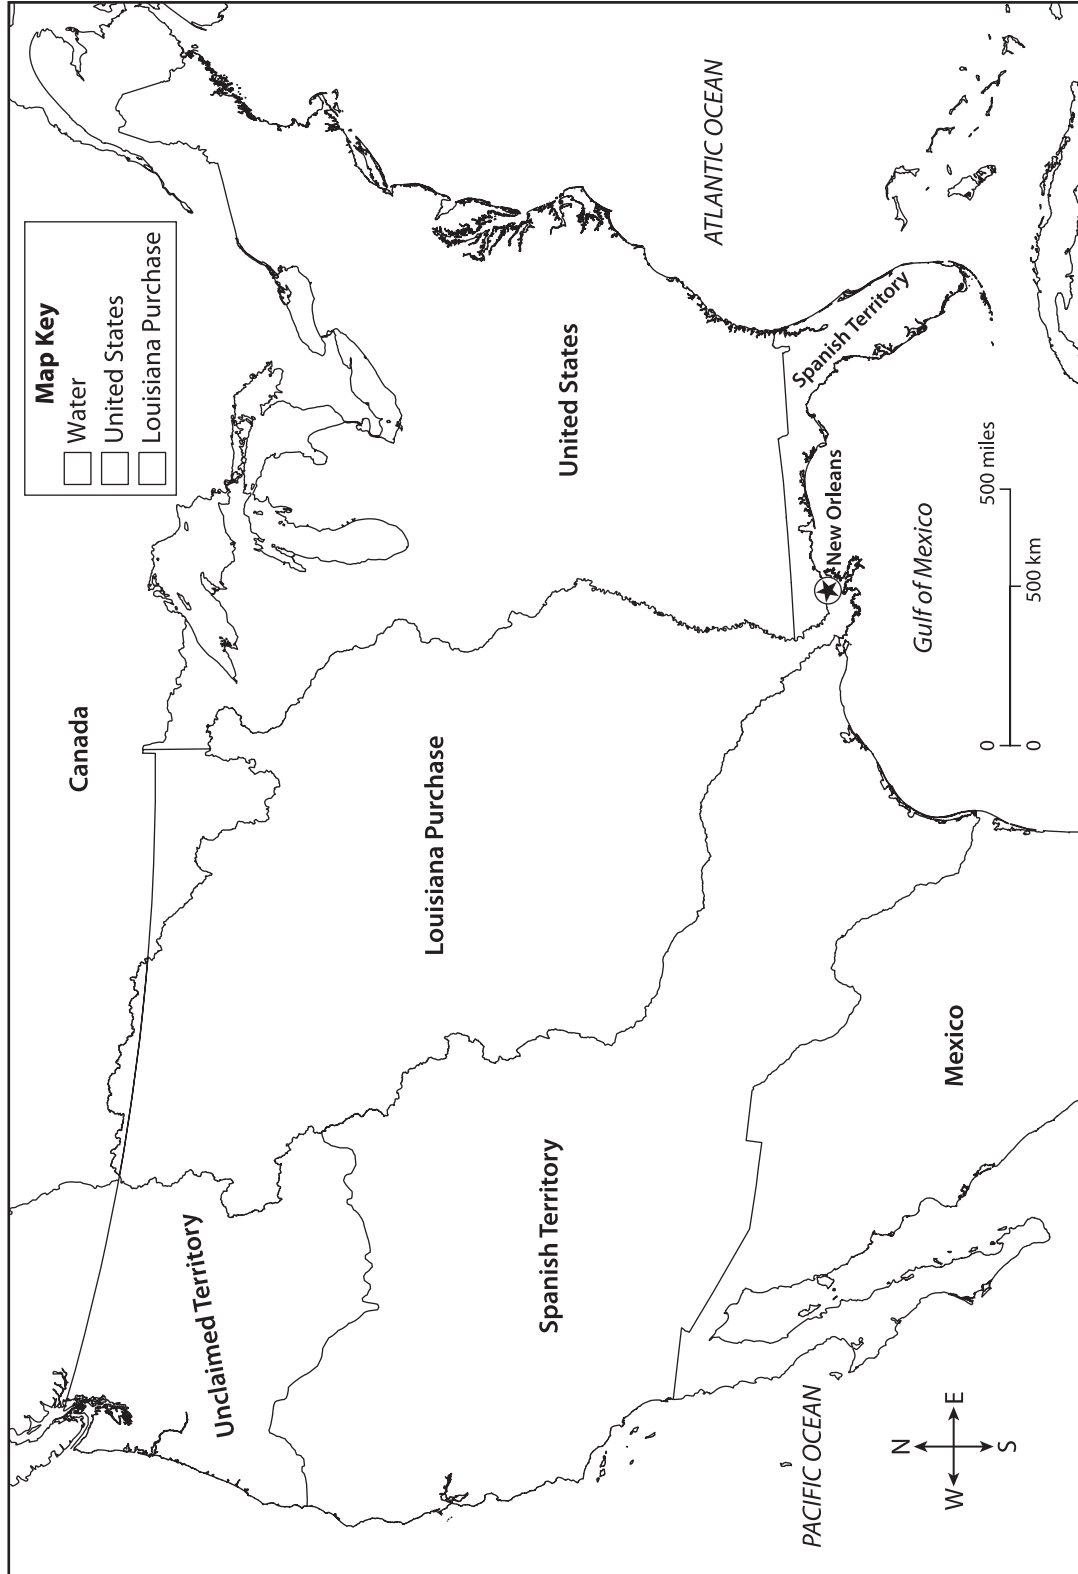 Map Key
Water
United States
Louisiana Purchase
Canada
Unclaimed Territory
Louisiana Purchase
United States
Spanish Territory
Spanish Territory
Mexico
New Orleans
ATLANTIC OCEAN
Gulf of Mexico
PACIFIC OCEAN
N
W E
S
0 500 miles
0 500 km